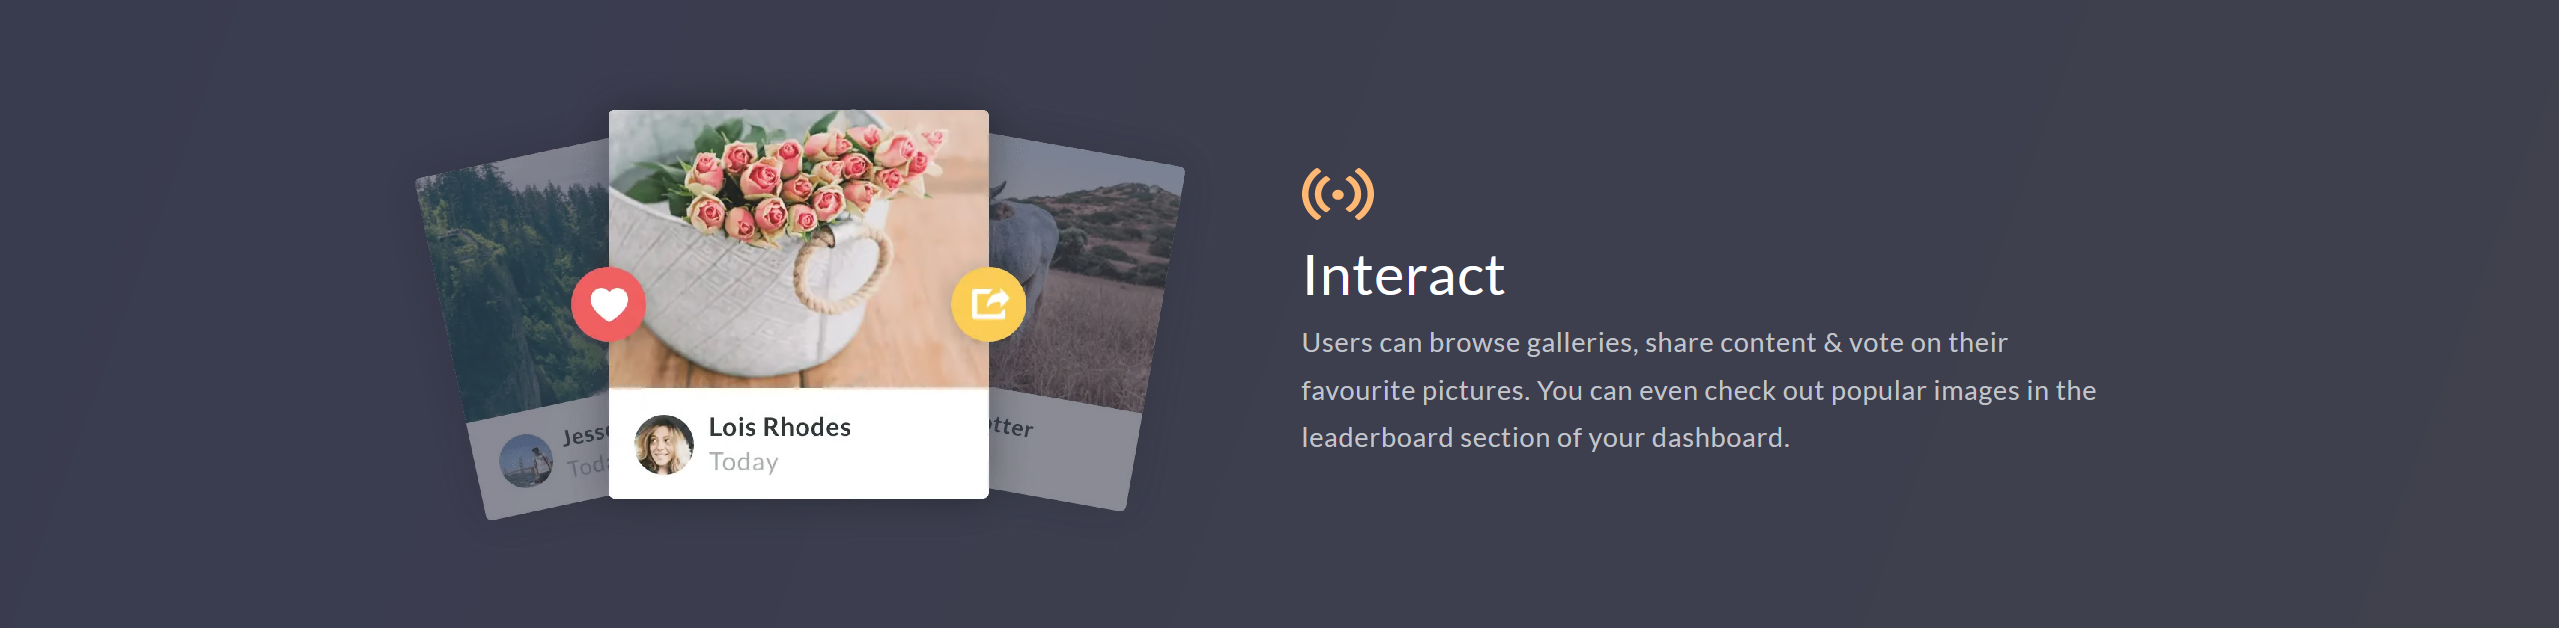 Lois Rhodes
Today
Interact
Users can browse galleries, share content & vote on their
favourite pictures. You can even check out popular images in the
leaderboard section of your dashboard.